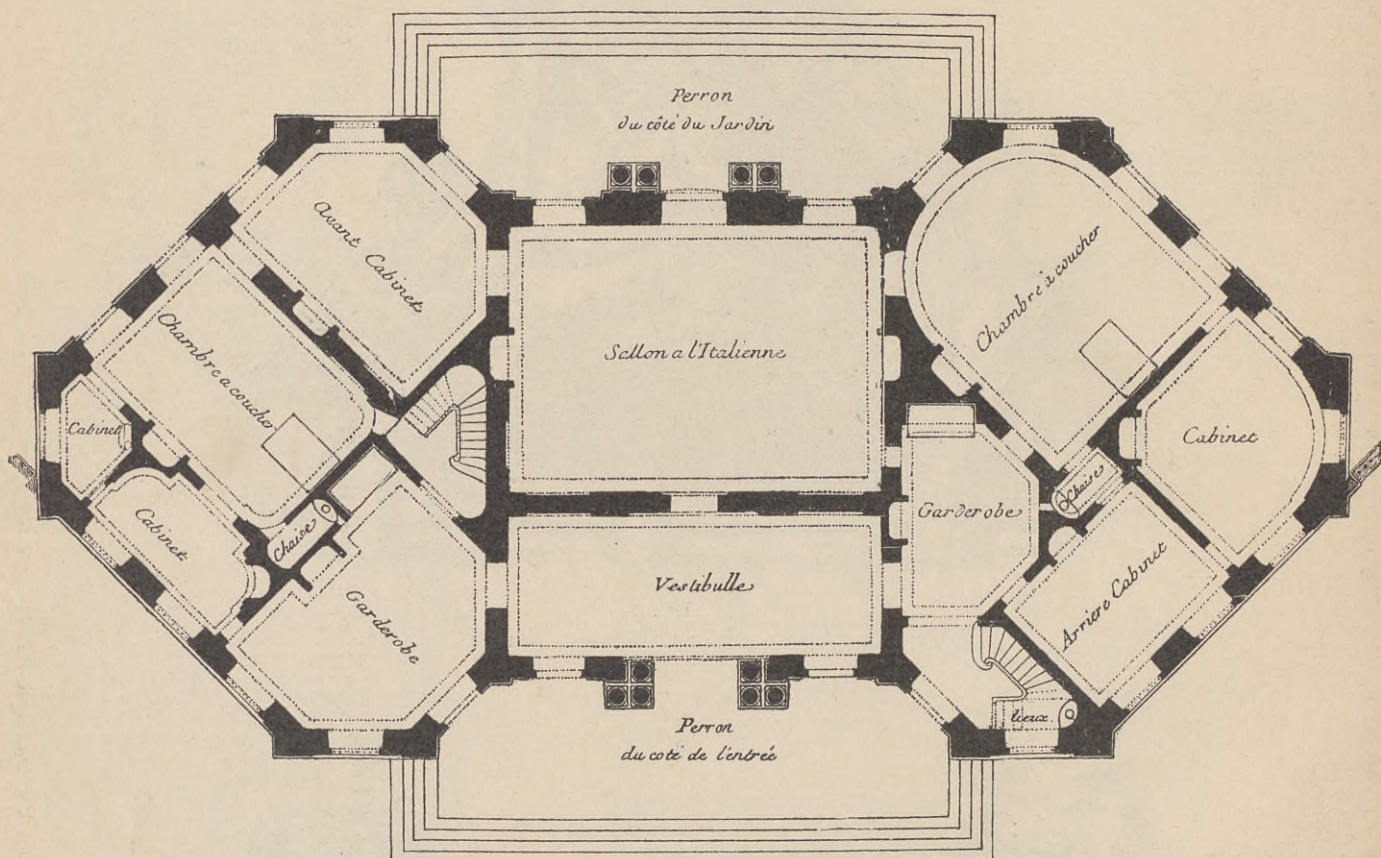 Perron
du côté du Jardin
Avant Cabinet
Chambre à coucher
Chambre a couche
Sallon a l'Italienne
Cabinet
Cabinet
Cabinet
Chaise
Chaise
Garderobe
Garderobe
Vestibulle
Arriere Cabinet
lieux.
Perron
du coté de l'entrée